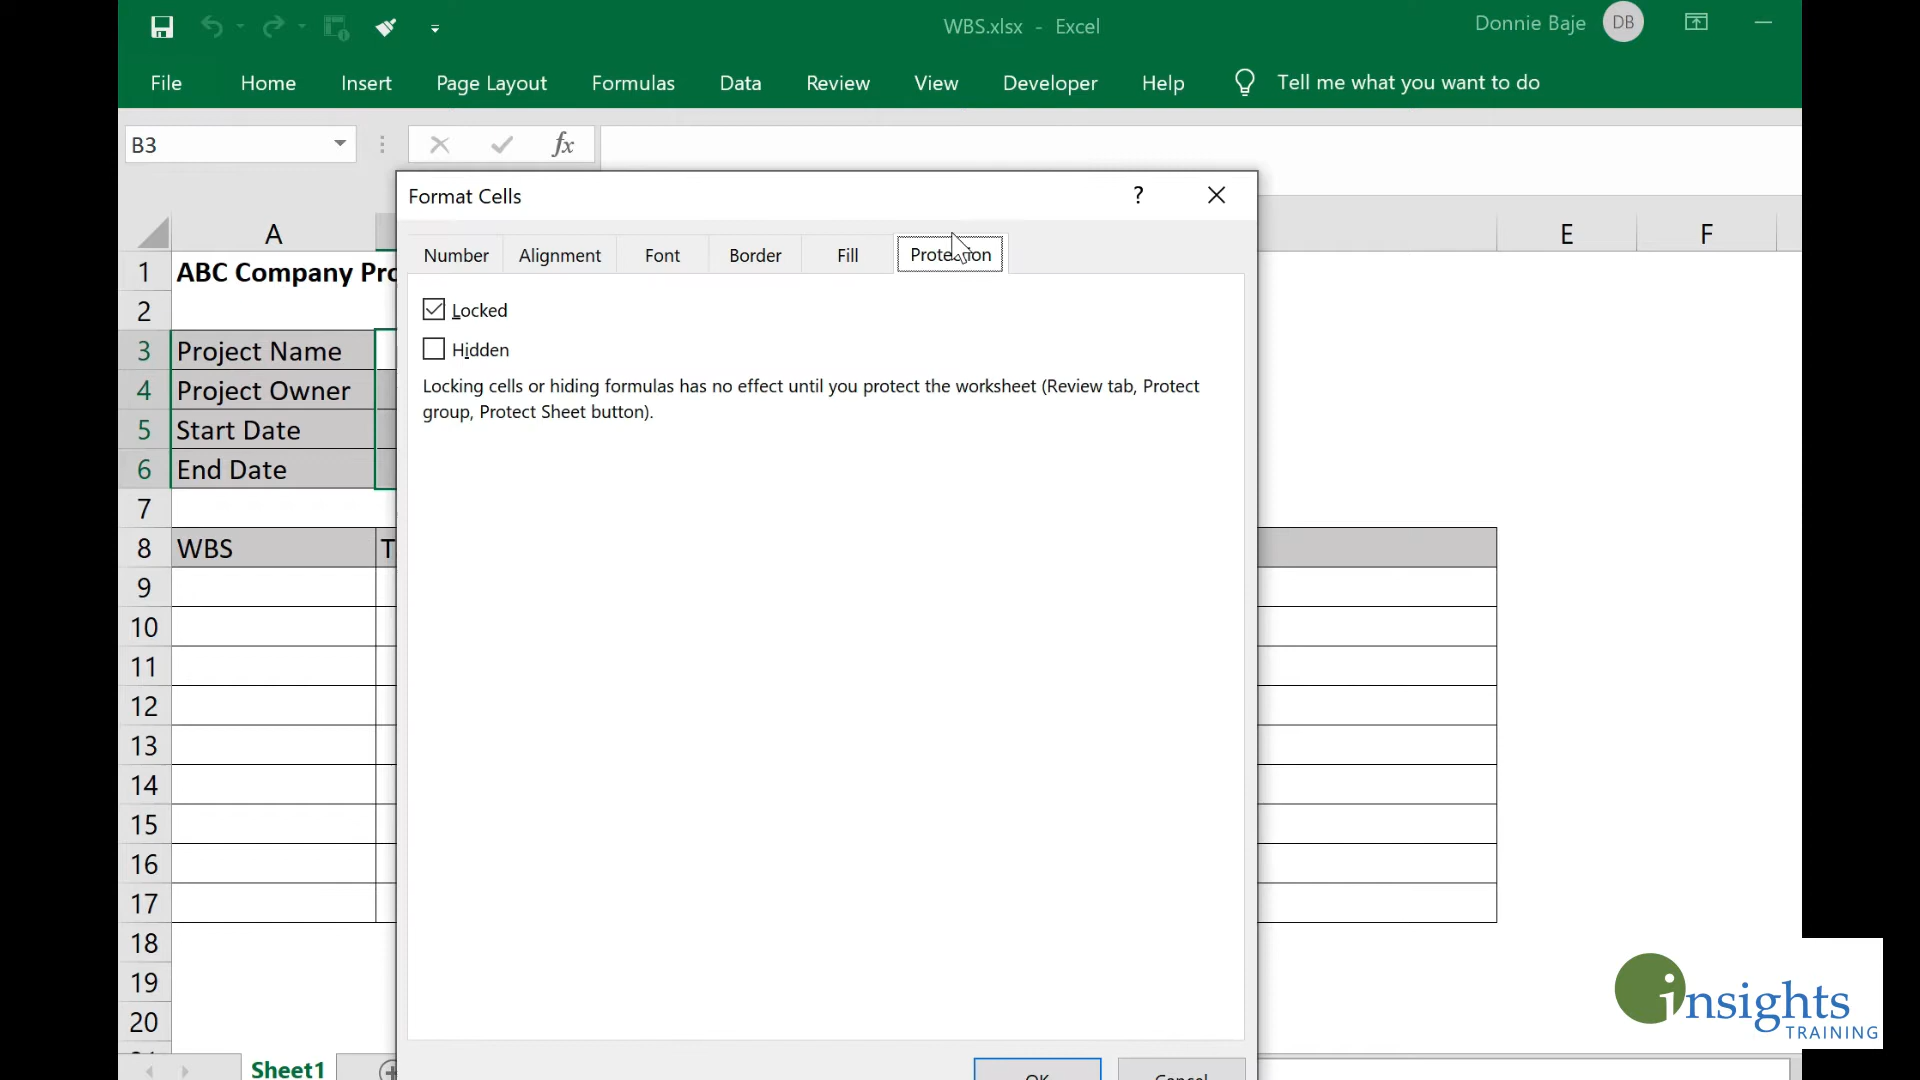 WBS.xlsx - Excel
Donnie Baje DB
File Home Insert Page Layout Formulas Data Review View Developer Help Tell me what you want to do
B3 fx
Format Cells ? 
A E F
Number Alignment Font Border Fill Protection
1 ABC Company Pro
2
Locked
3 Project Name
Hidden
4 Project Owner
Locking cells or hiding formulas has no effect until you protect the worksheet (Review tab, Protect
group, Protect Sheet button).
5 Start Date
6 End Date
7
8 WBS T
9
10
11
12
13
14
15
16
17
18
19
20
insights
TRAINING
Sheet1
OK Cancel